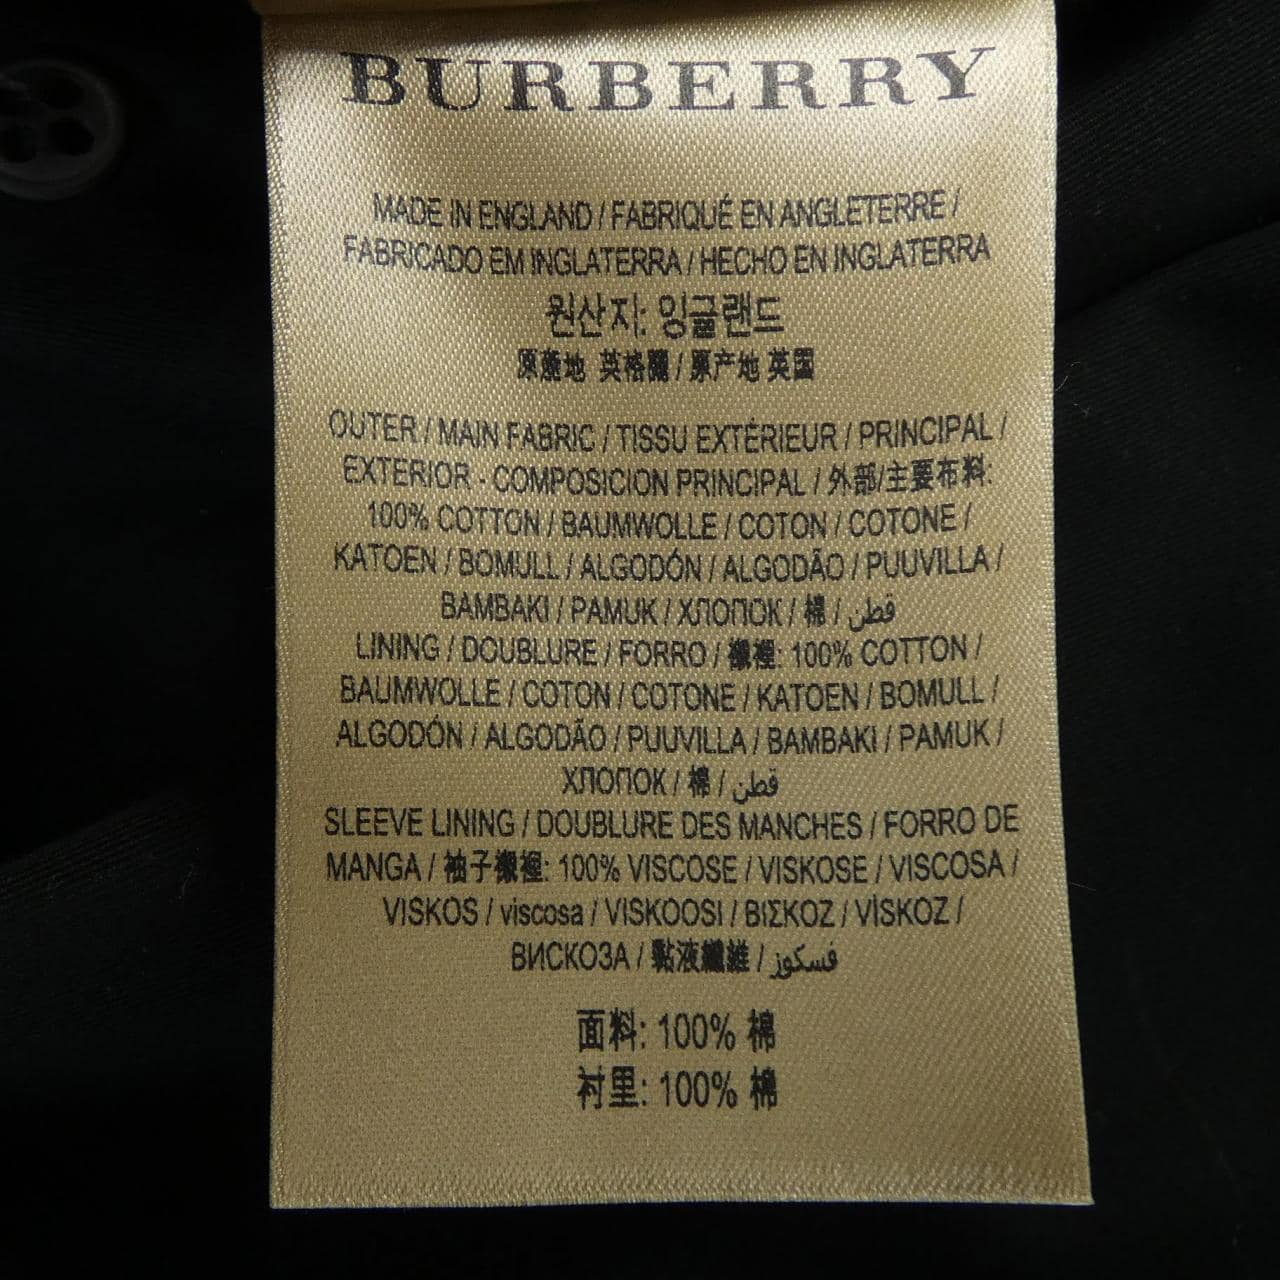 BURBERRY
MADE IN ENGLAND / FABRIQUÉ EN ANGLETERRE /
FABRICADO EM INGLATERRA / HECHO EN INGLATERRA
원산지: 잉글랜드
原產地 英格蘭 / 原产地 英国
OUTER / MAIN FABRIC / TISSU EXTÉRIEUR / PRINCIPAL /
EXTERIOR - COMPOSICION PRINCIPAL / 外部/主要布料:
100% COTTON / BAUMWOLLE / COTON / COTONE /
KATOEN / BOMULL / ALGODÓN / ALGODÃO / PUUVILLA /
BAMBAKI / PAMUK / ХЛОПОК / 棉 / قطن
LINING / DOUBLURE / FORRO / 襯裡: 100% COTTON /
BAUMWOLLE / COTON / COTONE / KATOEN / BOMULL /
ALGODÓN / ALGODÃO / PUUVILLA / BAMBAKI / PAMUK /
ХЛОПОК / 棉 / قطن
SLEEVE LINING / DOUBLURE DES MANCHES / FORRO DE
MANGA / 袖子襯裡: 100% VISCOSE / VISKOSE / VISCOSA /
VISKOS / viscosa / VISKOOSI / ΒΙΣΚΟΖ / VİSKOZ /
ВИСКОЗА / 黏液纖維 / فسكوز
面料: 100% 棉
衬里: 100% 棉